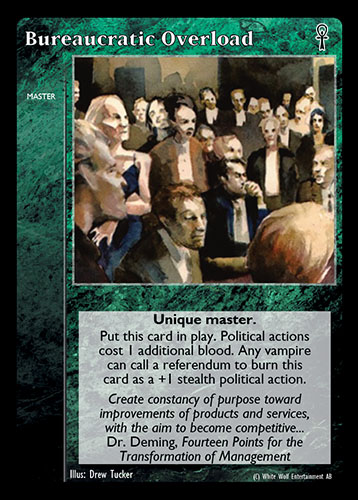 Bureaucratic Overload
MASTER
Unique master.
Put this card in play. Political actions
cost 1 additional blood. Any vampire
can call a referendum to burn this
card as a +1 stealth political action.
Create constancy of purpose toward
improvements of products and services,
with the aim to become competitive...
Dr. Deming, Fourteen Points for the
Transformation of Management
Illus: Drew Tucker
(C) White Wolf Entertainment AB